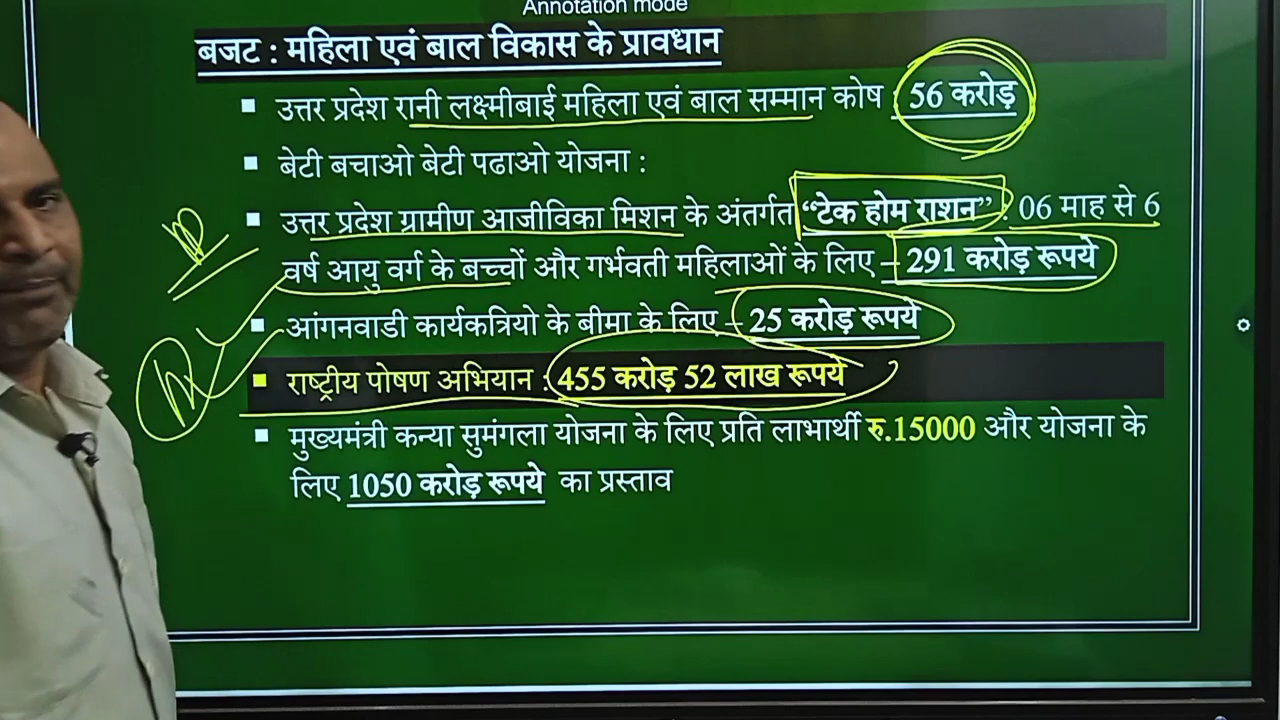 Annotation mode
बजट : महिला एवं बाल विकास के प्रावधान
▪ उत्तर प्रदेश रानी लक्ष्मीबाई महिला एवं बाल सम्मान कोष : 56 करोड़
▪ बेटी बचाओ बेटी पढाओ योजना :
▪ उत्तर प्रदेश ग्रामीण आजीविका मिशन के अंतर्गत “टेक होम राशन” : 06 माह से 6
वर्ष आयु वर्ग के बच्चों और गर्भवती महिलाओं के लिए – 291 करोड़ रूपये
▪ आंगनवाडी कार्यकत्रियो के बीमा के लिए – 25 करोड़ रूपये
▪ राष्ट्रीय पोषण अभियान : 455 करोड़ 52 लाख रूपये
▪ मुख्यमंत्री कन्या सुमंगला योजना के लिए प्रति लाभार्थी रु.15000 और योजना के
लिए 1050 करोड़ रूपये का प्रस्ताव